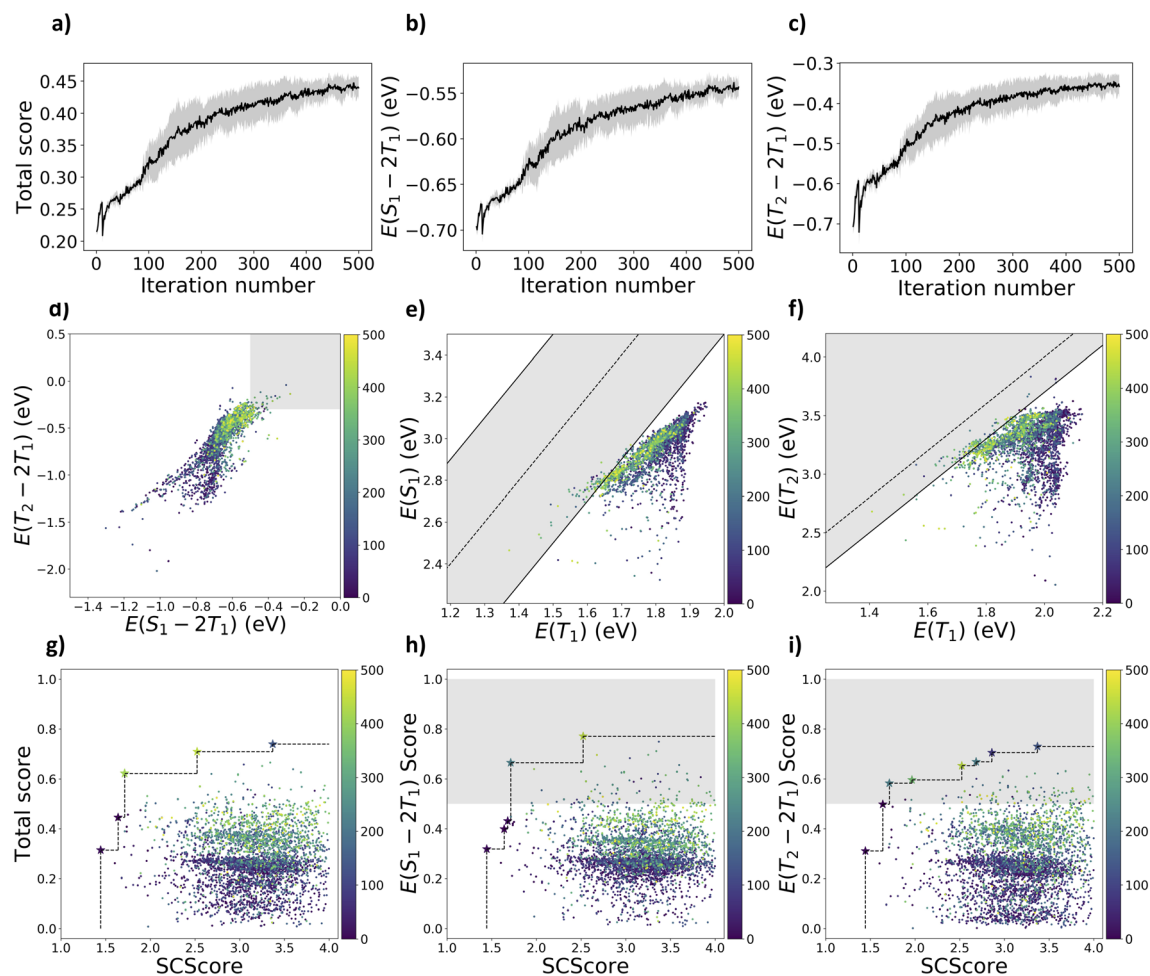 a)
b)
c)
Total score
0.45
0.40
0.35
0.30
0.25
0.20
0 100 200 300 400 500
Iteration number
E(S₁ − 2T₁) (eV)
−0.55
−0.60
−0.65
−0.70
0 100 200 300 400 500
Iteration number
E(T₂ − 2T₁) (eV)
−0.3
−0.4
−0.5
−0.6
−0.7
0 100 200 300 400 500
Iteration number
d)
e)
f)
E(T₂ − 2T₁) (eV)
0.5
0.0
−0.5
−1.0
−1.5
−2.0
−1.4 −1.2 −1.0 −0.8 −0.6 −0.4 −0.2 0.0
E(S₁ − 2T₁) (eV)
500
400
300
200
100
0
E(S₁) (eV)
3.4
3.2
3.0
2.8
2.6
2.4
1.2 1.3 1.4 1.5 1.6 1.7 1.8 1.9 2.0
E(T₁) (eV)
500
400
300
200
100
0
E(T₂) (eV)
4.0
3.5
3.0
2.5
2.0
1.4 1.6 1.8 2.0 2.2
E(T₁) (eV)
500
400
300
200
100
0
g)
h)
i)
Total score
1.0
0.8
0.6
0.4
0.2
0.0
1.0 1.5 2.0 2.5 3.0 3.5 4.0
SCScore
500
400
300
200
100
0
E(S₁ − 2T₁) Score
1.0
0.8
0.6
0.4
0.2
0.0
1.0 1.5 2.0 2.5 3.0 3.5 4.0
SCScore
500
400
300
200
100
0
E(T₂ − 2T₁) Score
1.0
0.8
0.6
0.4
0.2
0.0
1.0 1.5 2.0 2.5 3.0 3.5 4.0
SCScore
500
400
300
200
100
0